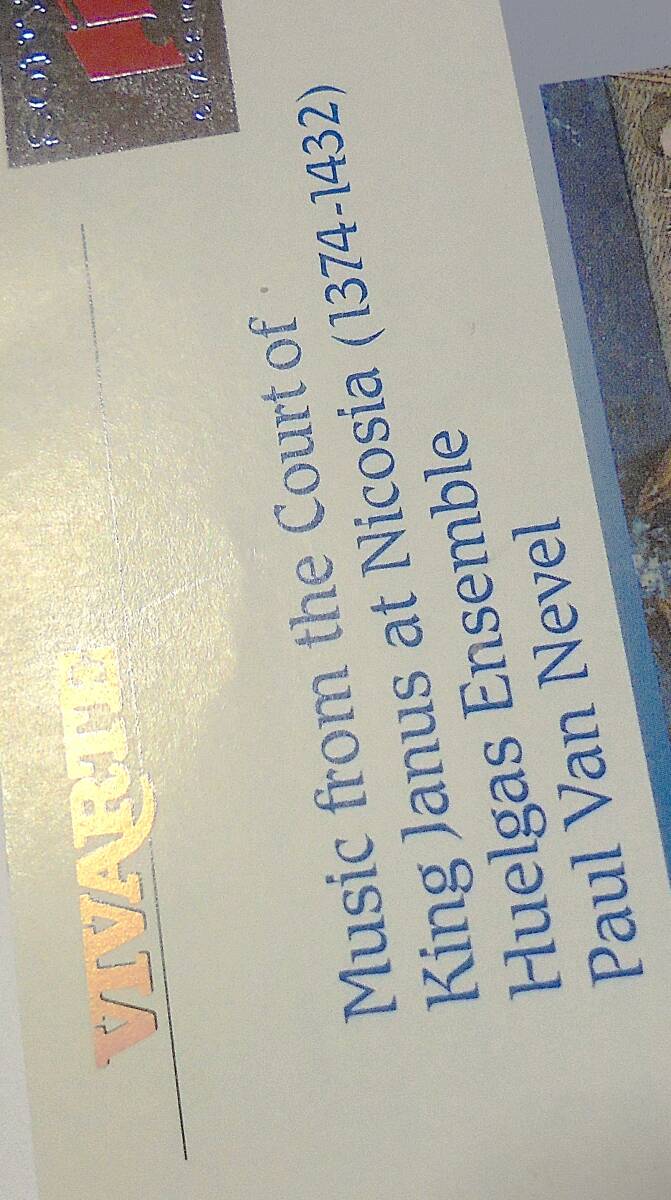 VIVARTE
Music from the Court of
King Janus at Nicosia (1374-1432)
Huelgas Ensemble
Paul Van Nevel